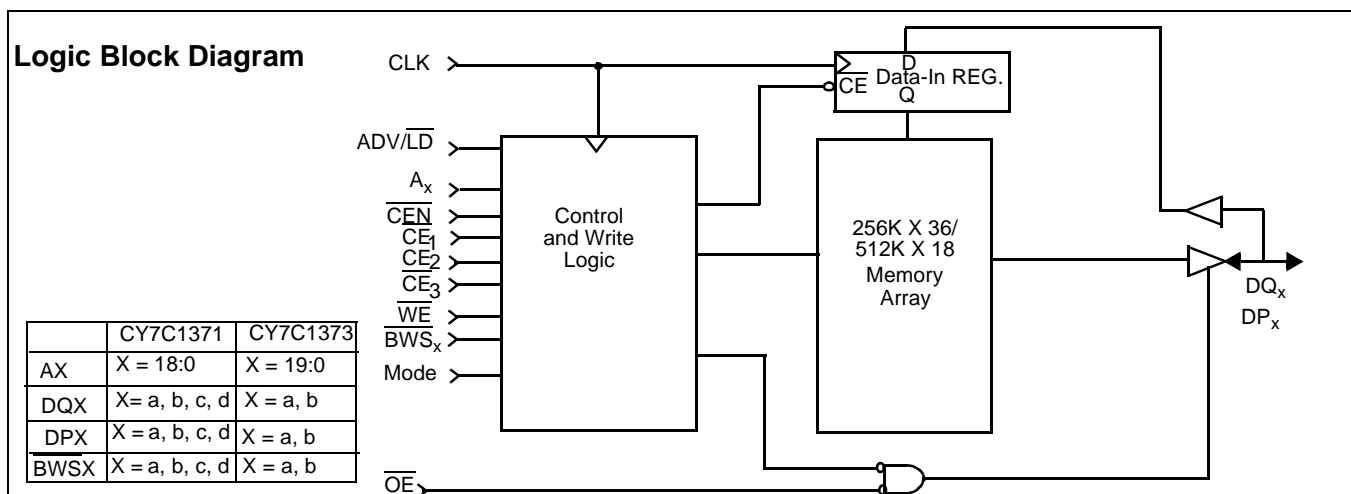 Logic Block Diagram
CLK
D
CE Data-In REG.
Q
ADV/LD
Ax
CEN
CE1
CE2
CE3
WE
BWSx
Mode
OE
Control
and Write
Logic
256K X 36/
512K X 18
Memory
Array
DQx
DPx
CY7C1371 CY7C1373
AX X = 18:0 X = 19:0
DQX X= a, b, c, d X = a, b
DPX X = a, b, c, d X = a, b
BWSX X = a, b, c, d X = a, b